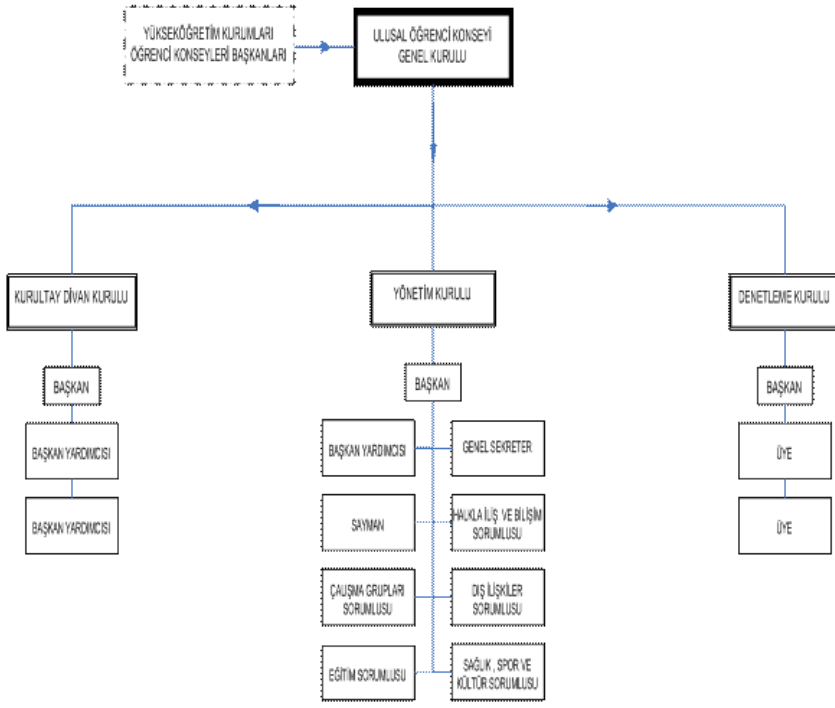 YÜKSEKÖĞRETİM KURUMLARI
ÖĞRENCİ KONSEYLERİ BAŞKANLARI
ULUSAL ÖĞRENCİ KONSEYİ
GENEL KURULU
KURULTAY DİVAN KURULU
YÖNETİM KURULU
DENETLEME KURULU
BAŞKAN
BAŞKAN
BAŞKAN
BAŞKAN YARDIMCISI
BAŞKAN YARDIMCISI
GENEL SEKRETER
ÜYE
BAŞKAN YARDIMCISI
SAYMAN
HALKLA İLİŞ VE BİLİŞİM
SORUMLUSU
ÜYE
ÇALIŞMA GRUPLARI
SORUMLUSU
DIŞ İLİŞKİLER
SORUMLUSU
EĞİTİM SORUMLUSU
SAĞLIK , SPOR VE
KÜLTÜR SORUMLUSU